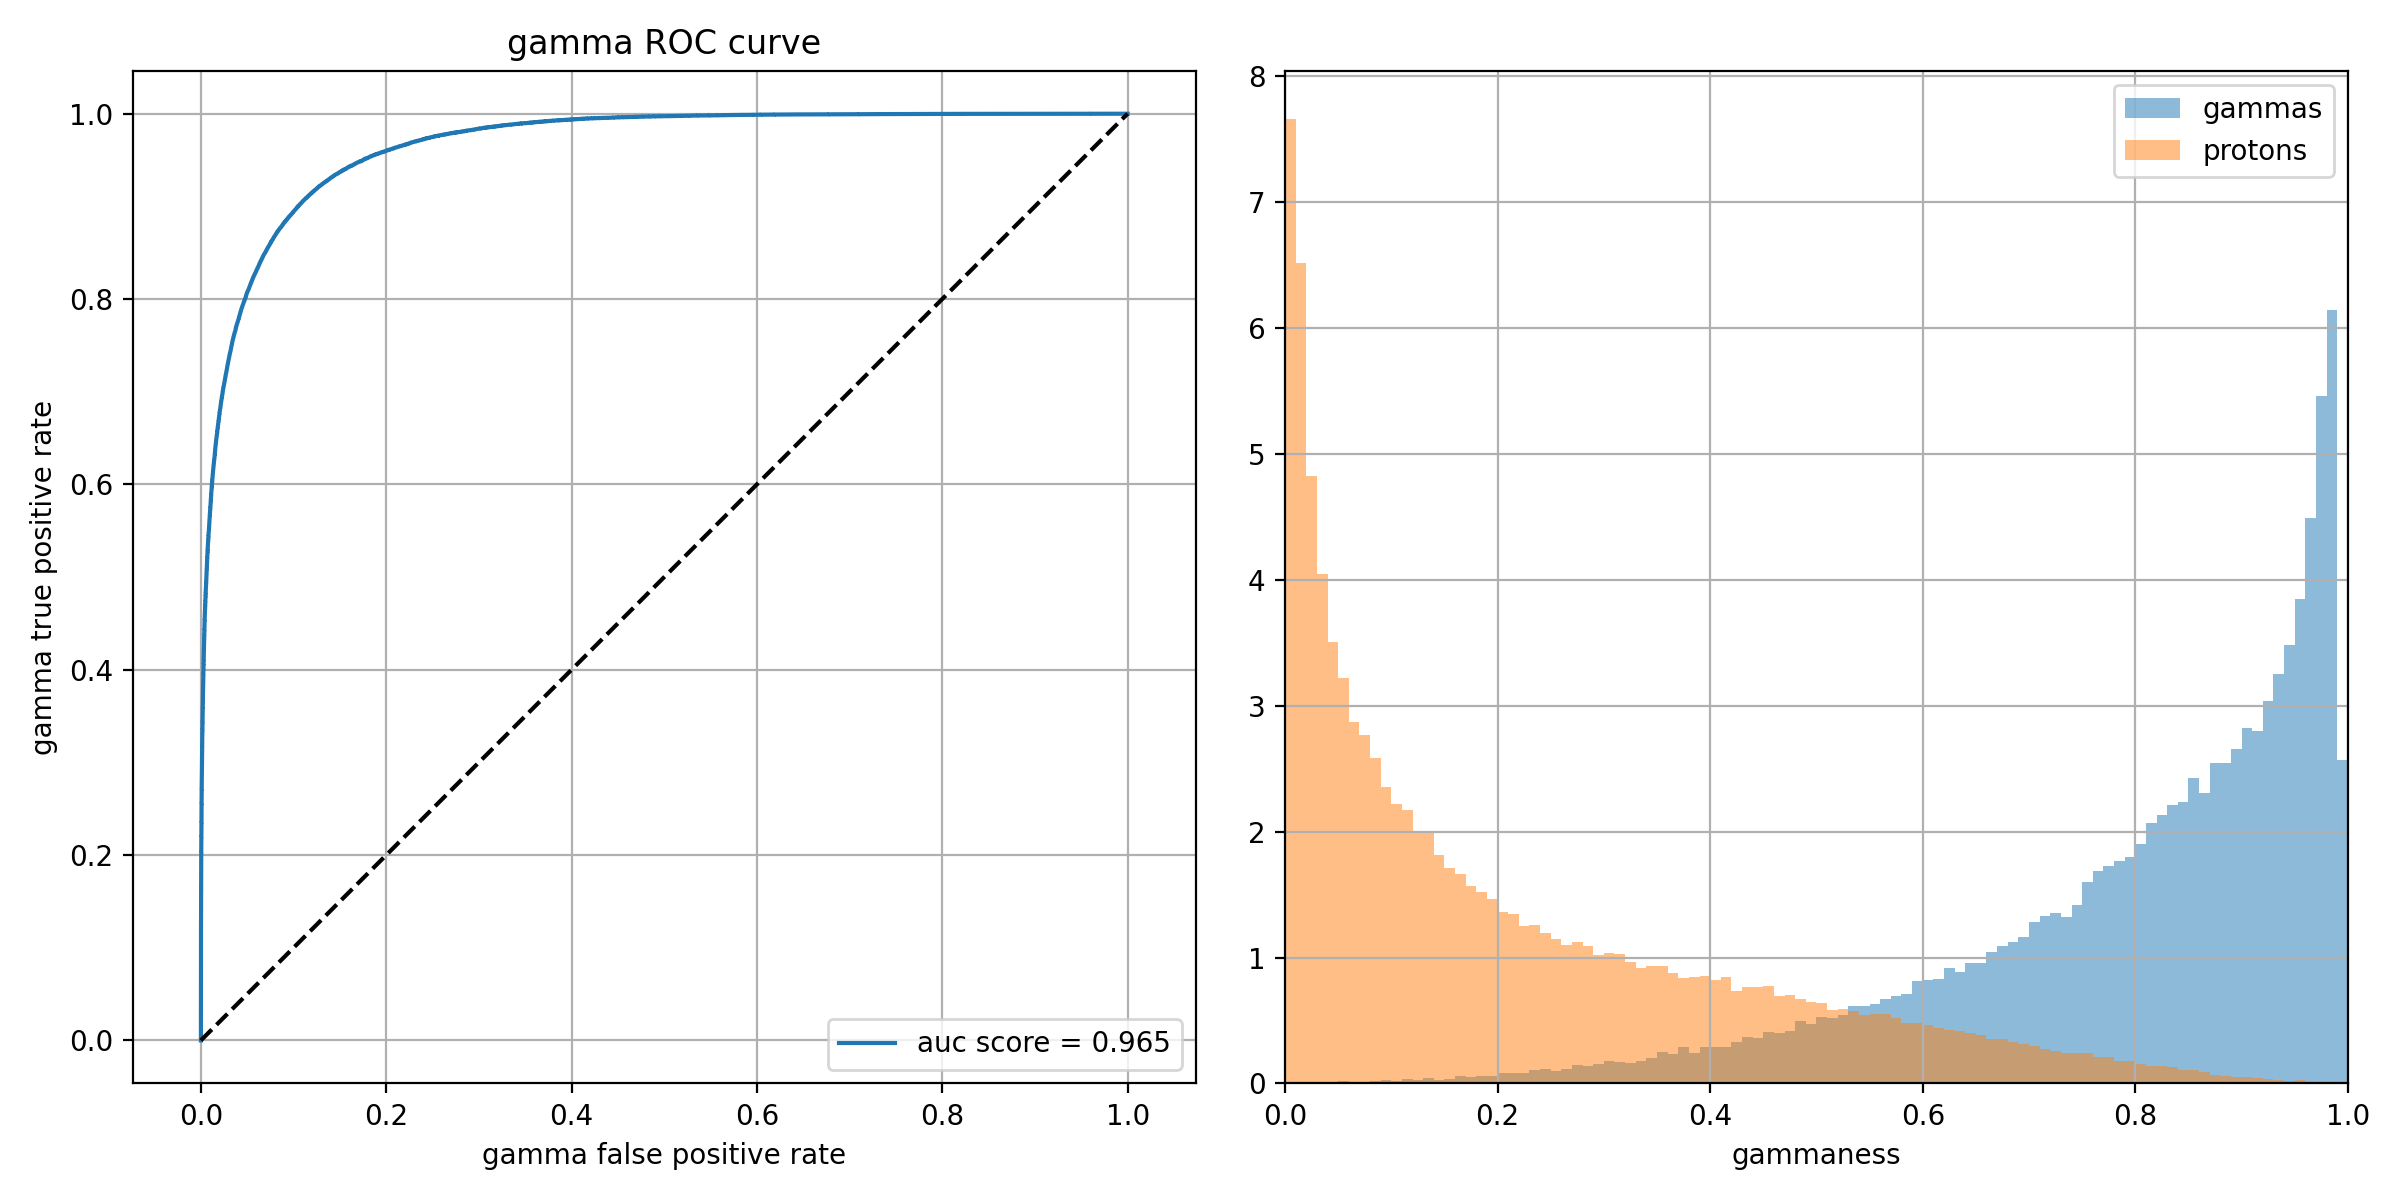 gamma ROC curve
gamma true positive rate
1.0
0.8
0.6
0.4
0.2
0.0
0.0 0.2 0.4 0.6 0.8 1.0
gamma false positive rate
auc score = 0.965
8
7
6
5
4
3
2
1
0
0.0 0.2 0.4 0.6 0.8 1.0
gammaness
gammas
protons